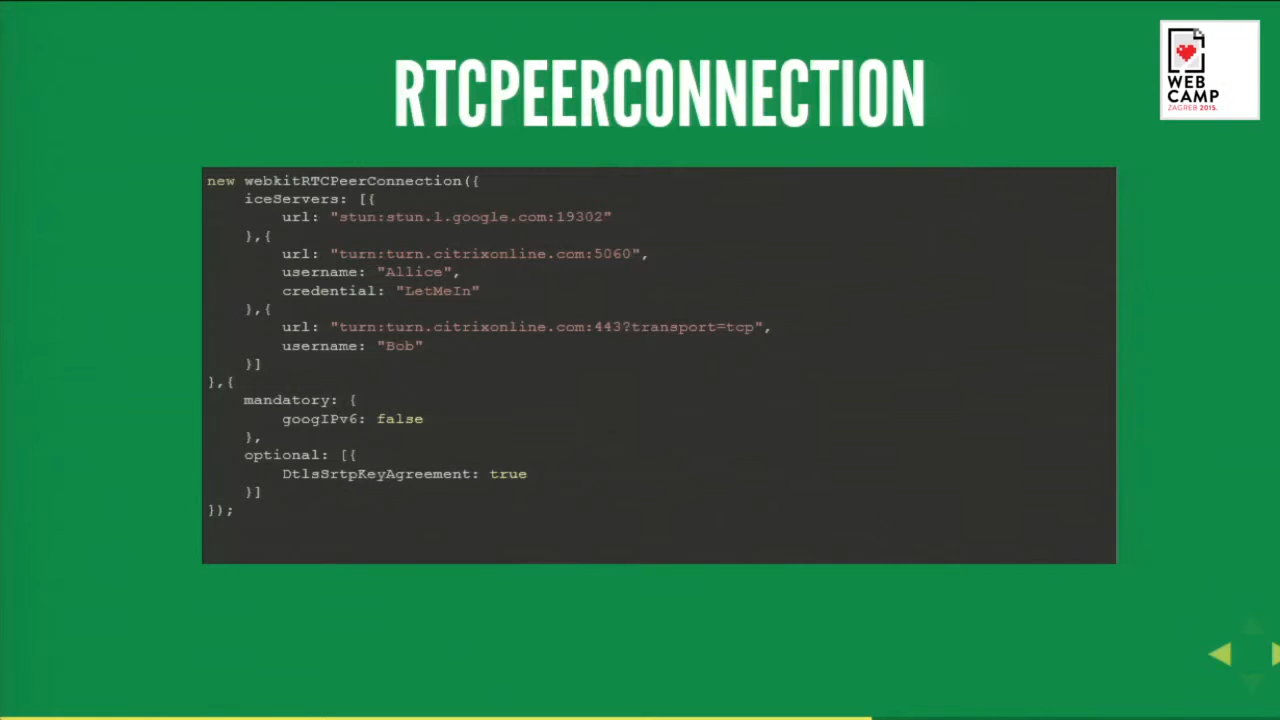 RTCPEERCONNECTION
WEB
CAMP
ZAGREB 2015.
new webkitRTCPeerConnection({
    iceServers: [{
        url: "stun:stun.l.google.com:19302"
    },{
        url: "turn:turn.citrixonline.com:5060",
        username: "Allice",
        credential: "LetMeIn"
    },{
        url: "turn:turn.citrixonline.com:443?transport=tcp",
        username: "Bob"
    }]
},{
    mandatory: {
        googIPv6: false
    },
    optional: [{
        DtlsSrtpKeyAgreement: true
    }]
});